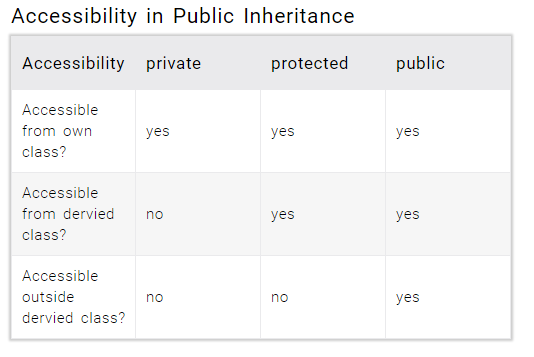 Accessibility in Public Inheritance
Accessibility private protected public
Accessible
from own
class?
yes yes yes
Accessible
from dervied
class?
no yes yes
Accessible
outside
dervied class?
no no yes